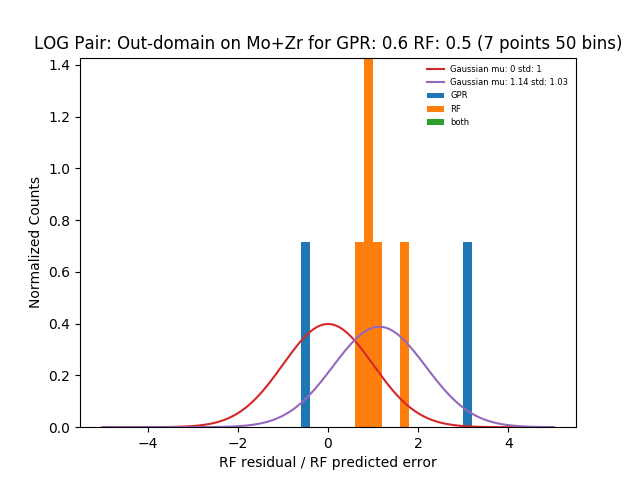 LOG Pair: Out-domain on Mo+Zr for GPR: 0.6 RF: 0.5 (7 points 50 bins)
Gaussian mu: 0 std: 1
Gaussian mu: 1.14 std: 1.03
GPR
RF
both
Normalized Counts
1.4
1.2
1.0
0.8
0.6
0.4
0.2
0.0
−4
−2
0
2
4
RF residual / RF predicted error